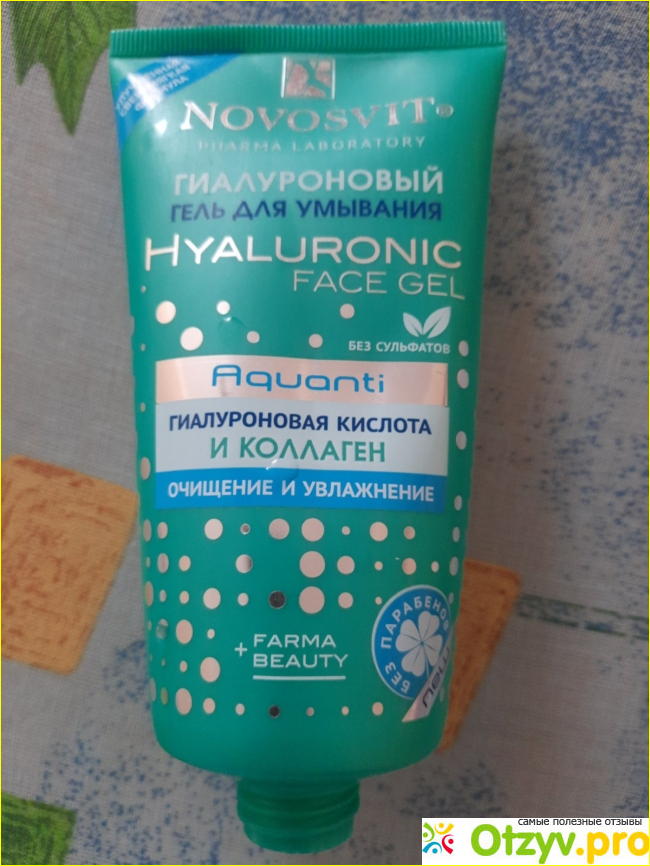 NOVOSVIT®
PHARMA LABORATORY
ГИАЛУРОНОВЫЙ
ГЕЛЬ ДЛЯ УМЫВАНИЯ
HYALURONIC
FACE GEL
БЕЗ СУЛЬФАТОВ
Aquanti
ГИАЛУРОНОВАЯ КИСЛОТА
И КОЛЛАГЕН
ОЧИЩЕНИЕ И УВЛАЖНЕНИЕ
БЕЗ ПАРАБЕНОВ
+ FARMA
BEAUTY
самые полезные отзывы
Otzyv.pro